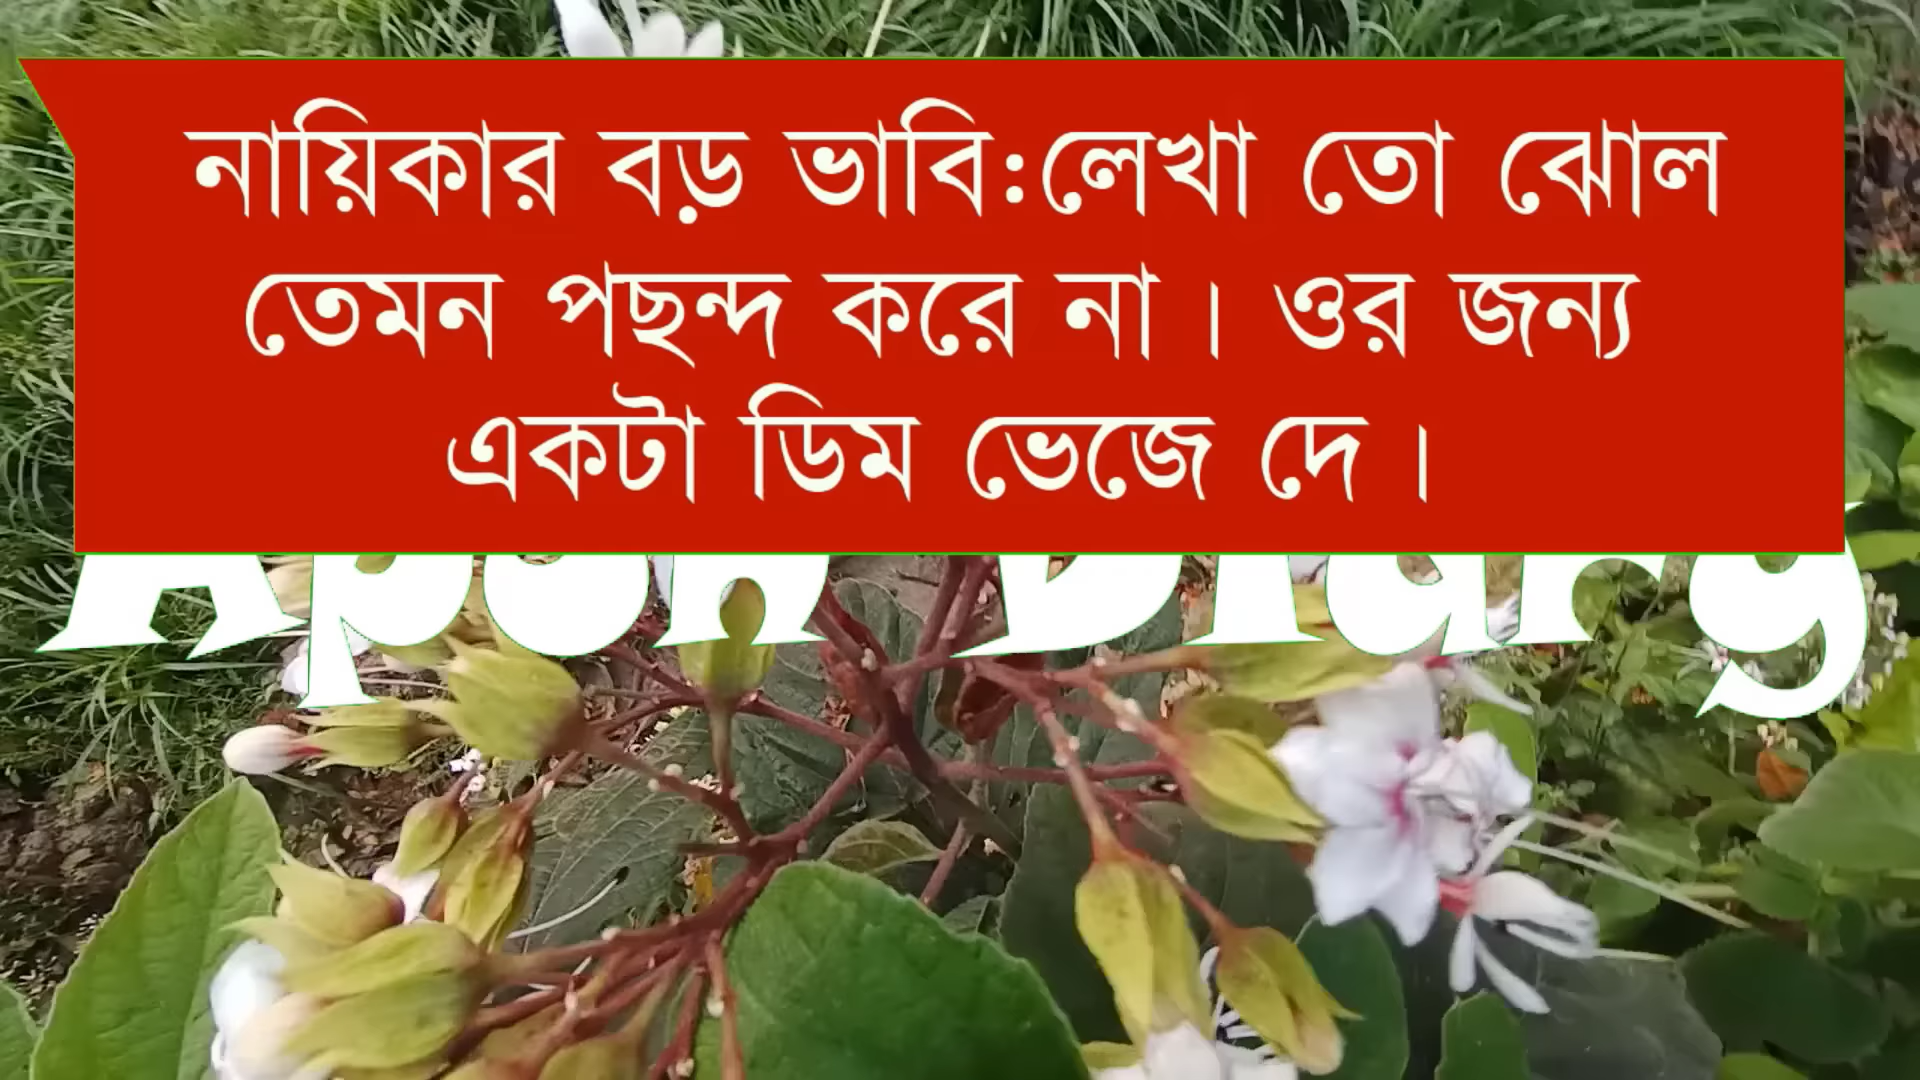 নায়িকার বড় ভাবি:লেখা তো ঝোল
তেমন পছন্দ করে না। ওর জন্য
একটা ডিম ভেজে দে।